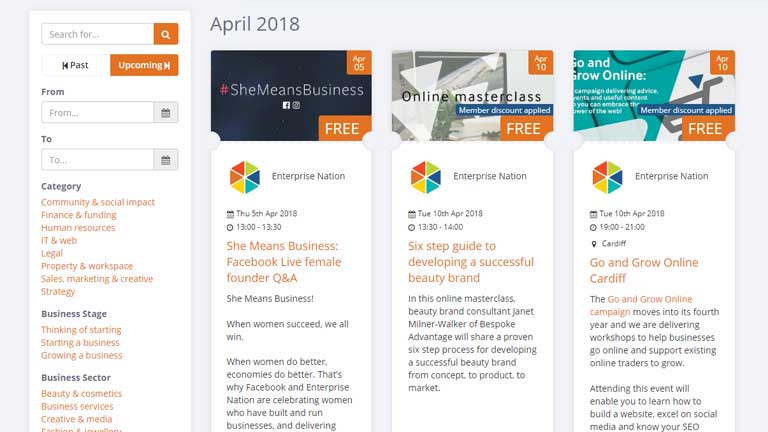 Search for...
Past
Upcoming
From
From...
To
To...
Category
Community & social impact
Finance & funding
Human resources
IT & web
Legal
Property & workspace
Sales, marketing & creative
Strategy
Business Stage
Thinking of starting
Starting a business
Growing a business
Business Sector
Beauty & cosmetics
Business services
Creative & media
Fashion & jewellery
April 2018
Apr
05
#SheMeansBusiness
FREE
Enterprise Nation
Thu 5th Apr 2018
13:00 - 13:30
She Means Business:
Facebook Live female
founder Q&A
She Means Business!
When women succeed, we all
win.
When women do better,
economies do better. That's
why Facebook and Enterprise
Nation are celebrating women
who have built and run
businesses, and delivering
Apr
10
Online masterclass
Member discount applied
FREE
Enterprise Nation
Tue 10th Apr 2018
13:30 - 14:00
Six step guide to
developing a successful
beauty brand
In this online masterclass,
beauty brand consultant Janet
Milner-Walker of Bespoke
Advantage will share a proven
six step process for developing
a successful beauty brand
from concept, to product, to
market.
Apr
10
Go and
Grow Online:
campaign delivering advice,
events and useful content
so you can embrace the
power of the web!
Member discount applied
FREE
Enterprise Nation
Tue 10th Apr 2018
19:00 - 21:00
Cardiff
Go and Grow Online
Cardiff
The Go and Grow Online
campaign moves into its fourth
year and we are delivering
workshops to help businesses
go online and support existing
online traders to grow.
Attending this event will
enable you to learn how to
build a website, excel on social
media and know your SEO